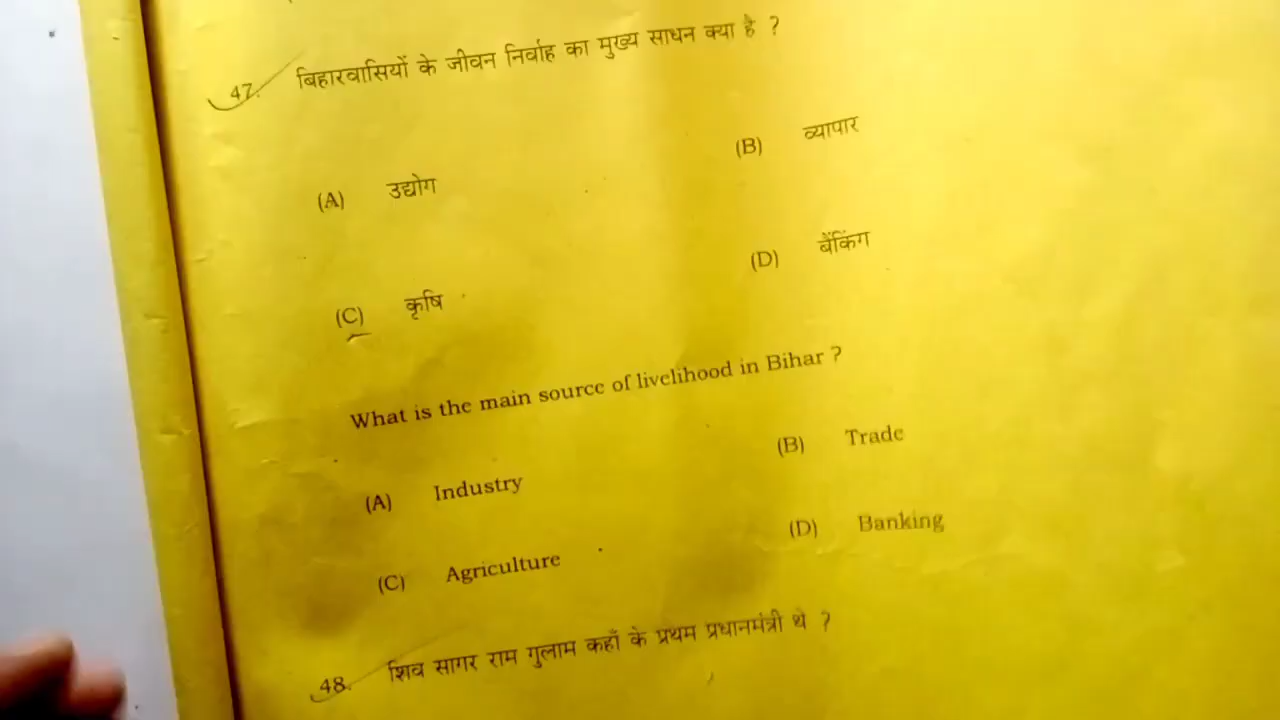 47. बिहारवासियों के जीवन निर्वाह का मुख्य साधन क्या है ?
(A) उद्योग (B) व्यापार
(C) कृषि (D) बैंकिंग
What is the main source of livelihood in Bihar ?
(A) Industry (B) Trade
(C) Agriculture (D) Banking
48. शिव सागर राम गुलाम कहाँ के प्रथम प्रधानमंत्री थे ?